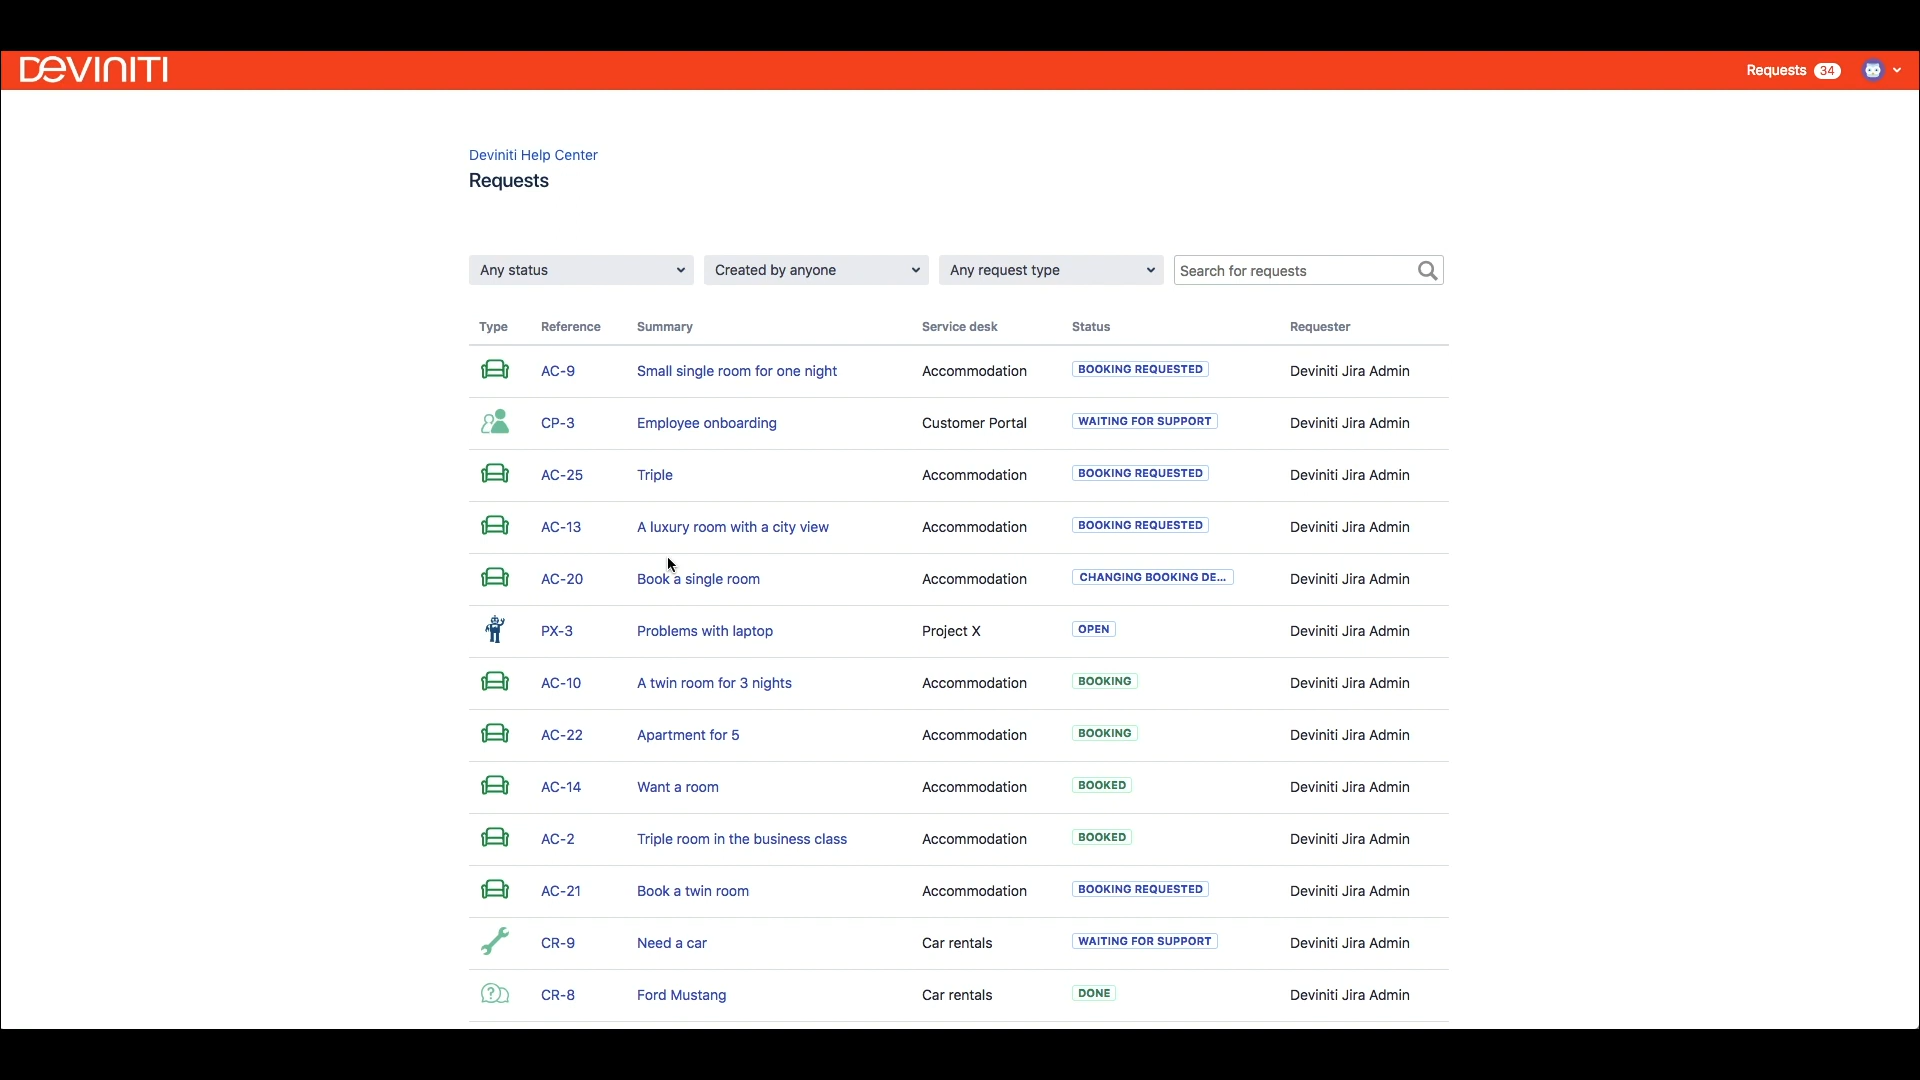 DEVINITI
Requests 34
Deviniti Help Center
Requests
Any status
Created by anyone
Any request type
Search for requests
Type Reference Summary Service desk Status Requester
AC-9 Small single room for one night Accommodation BOOKING REQUESTED Deviniti Jira Admin
CP-3 Employee onboarding Customer Portal WAITING FOR SUPPORT Deviniti Jira Admin
AC-25 Triple Accommodation BOOKING REQUESTED Deviniti Jira Admin
AC-13 A luxury room with a city view Accommodation BOOKING REQUESTED Deviniti Jira Admin
AC-20 Book a single room Accommodation CHANGING BOOKING DE... Deviniti Jira Admin
PX-3 Problems with laptop Project X OPEN Deviniti Jira Admin
AC-10 A twin room for 3 nights Accommodation BOOKING Deviniti Jira Admin
AC-22 Apartment for 5 Accommodation BOOKING Deviniti Jira Admin
AC-14 Want a room Accommodation BOOKED Deviniti Jira Admin
AC-2 Triple room in the business class Accommodation BOOKED Deviniti Jira Admin
AC-21 Book a twin room Accommodation BOOKING REQUESTED Deviniti Jira Admin
CR-9 Need a car Car rentals WAITING FOR SUPPORT Deviniti Jira Admin
CR-8 Ford Mustang Car rentals DONE Deviniti Jira Admin